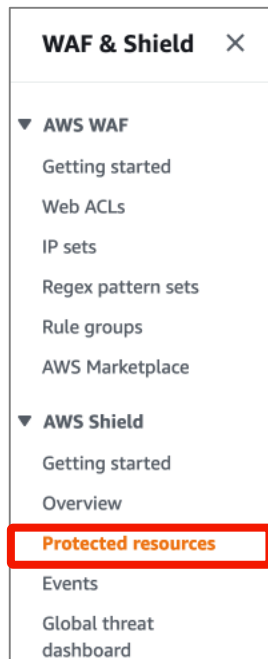 WAF & Shield
AWS WAF
Getting started
Web ACLs
IP sets
Regex pattern sets
Rule groups
AWS Marketplace
AWS Shield
Getting started
Overview
Protected resources
Events
Global threat
dashboard